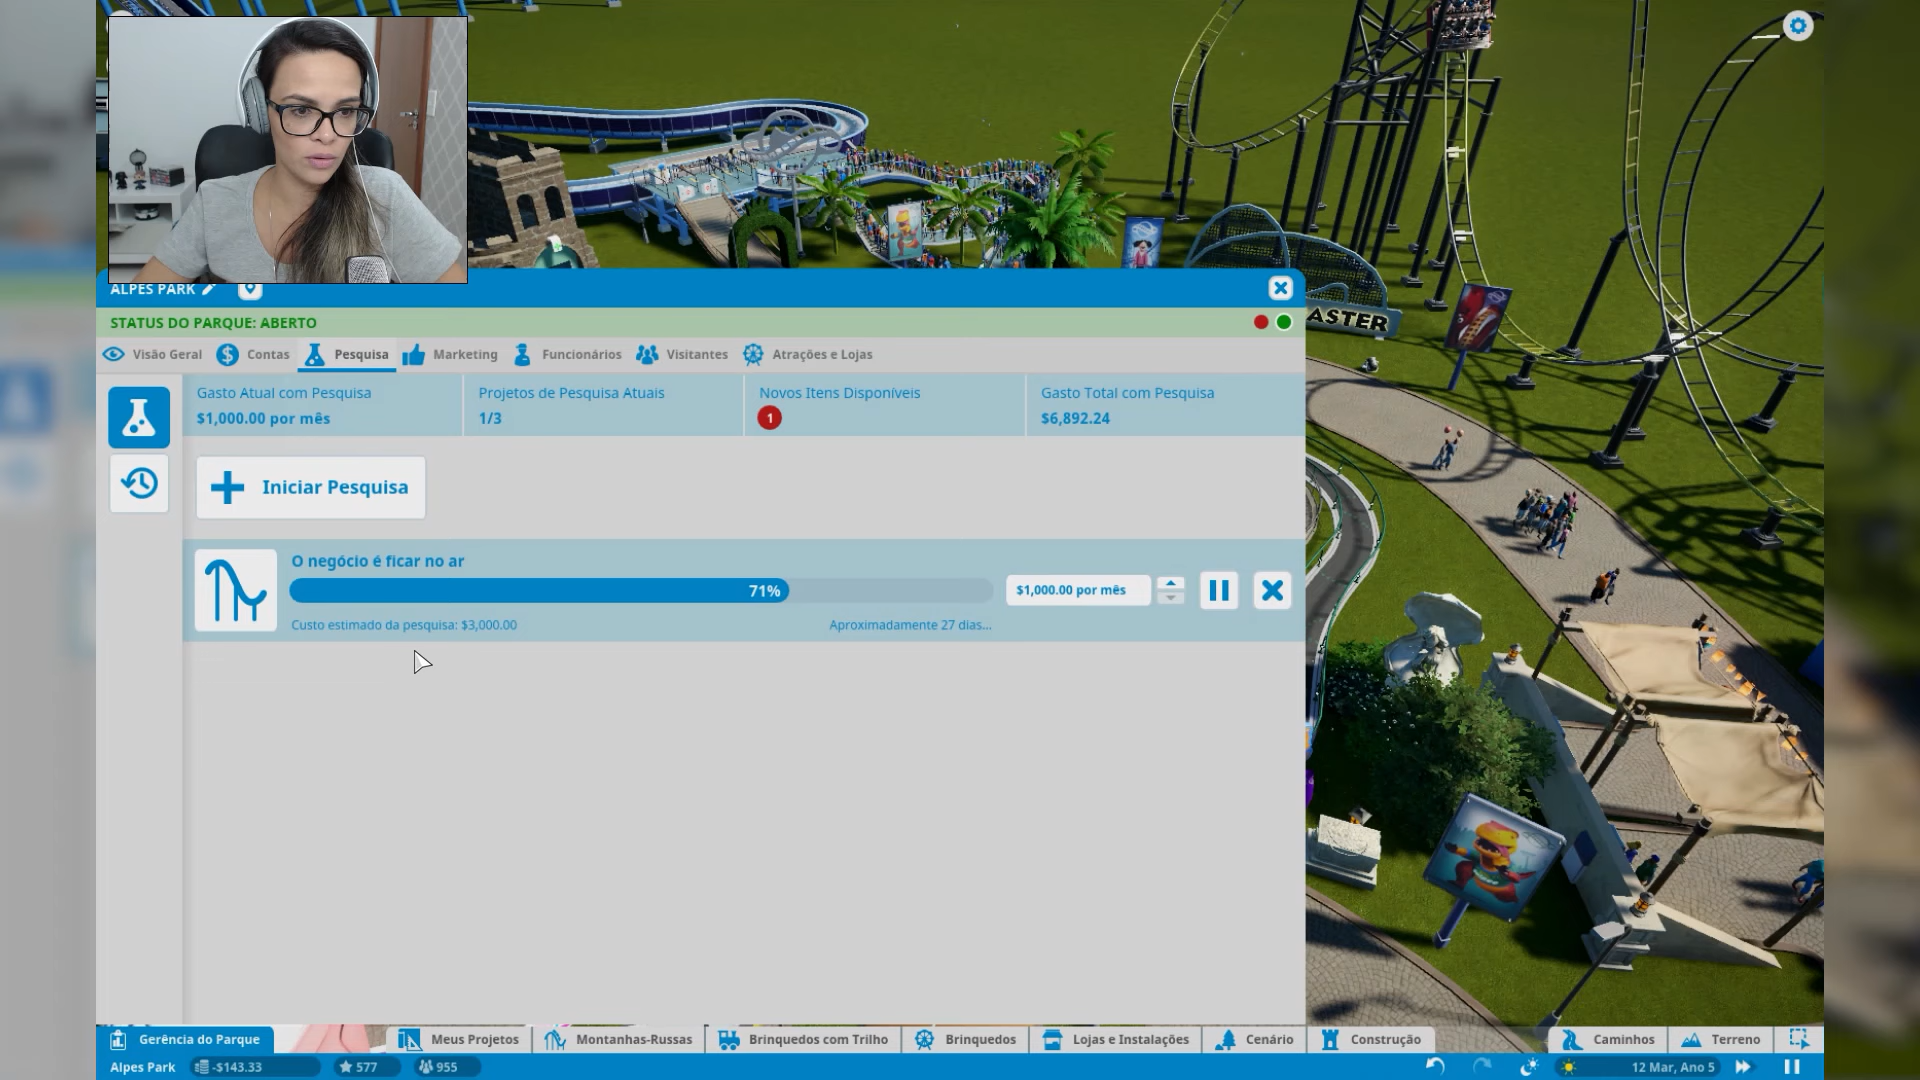 ALPES PARK
STATUS DO PARQUE: ABERTO
Visão Geral
Contas
Pesquisa
Marketing
Funcionários
Visitantes
Atrações e Lojas
Gasto Atual com Pesquisa
$1,000.00 por mês
Projetos de Pesquisa Atuais
1/3
Novos Itens Disponíveis
1
Gasto Total com Pesquisa
$6,892.24
Iniciar Pesquisa
O negócio é ficar no ar
71%
$1,000.00 por mês
Custo estimado da pesquisa: $3,000.00
Aproximadamente 27 dias...
ASTER
Gerência do Parque
Meus Projetos
Montanhas-Russas
Brinquedos com Trilho
Brinquedos
Lojas e Instalações
Cenário
Construção
Caminhos
Terreno
Alpes Park
-$143.33
577
955
12 Mar, Ano 5